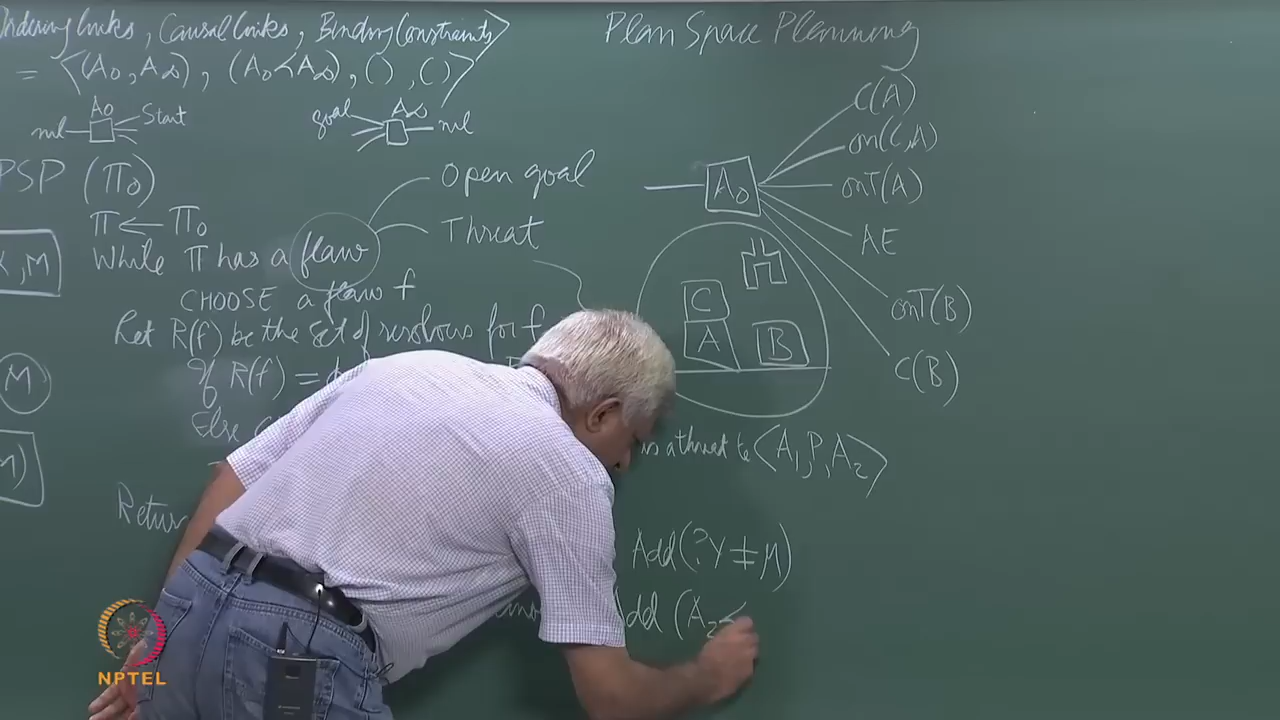 Ordering links, Causal links, Binding Constraints>
= <(A0, A∞), (A0 < A∞), ( ), ( )>
A0
nil
Start
goal
A∞
nil
PSP (Π0)
Π ← Π0
While Π has a flaw
CHOOSE a flaw f
Let R(f) be the set of resolvers for f
If R(f) =
Else
Return
Open goal
Threat
, M
M
M)
Plan Space Planning
A0
C(A)
on(C,A)
onT(A)
AE
onT(B)
C(B)
C
A
B
is a threat to <A1, P, A2>
Add (?Y ≠ M)
Add (A2 <
NPTEL